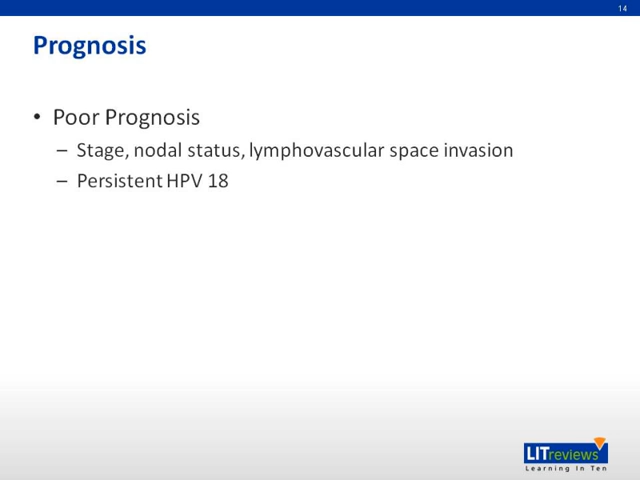 14
Prognosis
• Poor Prognosis
– Stage, nodal status, lymphovascular space invasion
– Persistent HPV 18
LITreviews
Learning In Ten